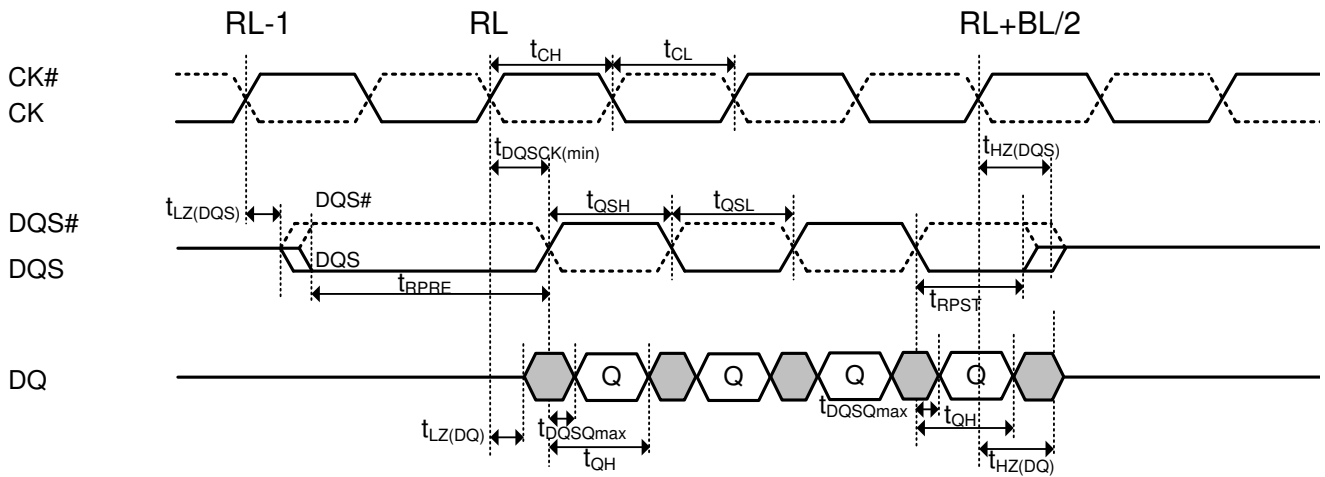 RL-1 RL RL+BL/2
tCH tCL
CK#
CK
tDQSCK(min) tHZ(DQS)
tLZ(DQS) DQS# tQSH tQSL
DQS#
DQS DQS
tRPRE tRPST
DQ Q Q Q Q
tLZ(DQ) tDQSQmax tDQSQmax tQH
tQH tHZ(DQ)